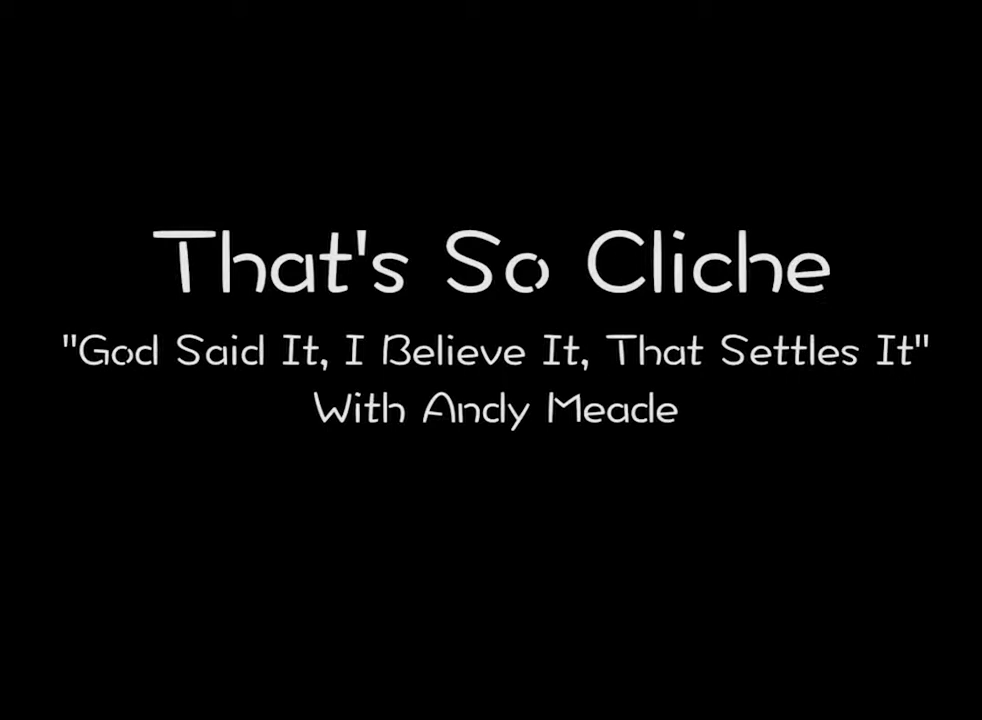 That's So Cliche
"God Said It, I Believe It, That Settles It"
With Andy Meade